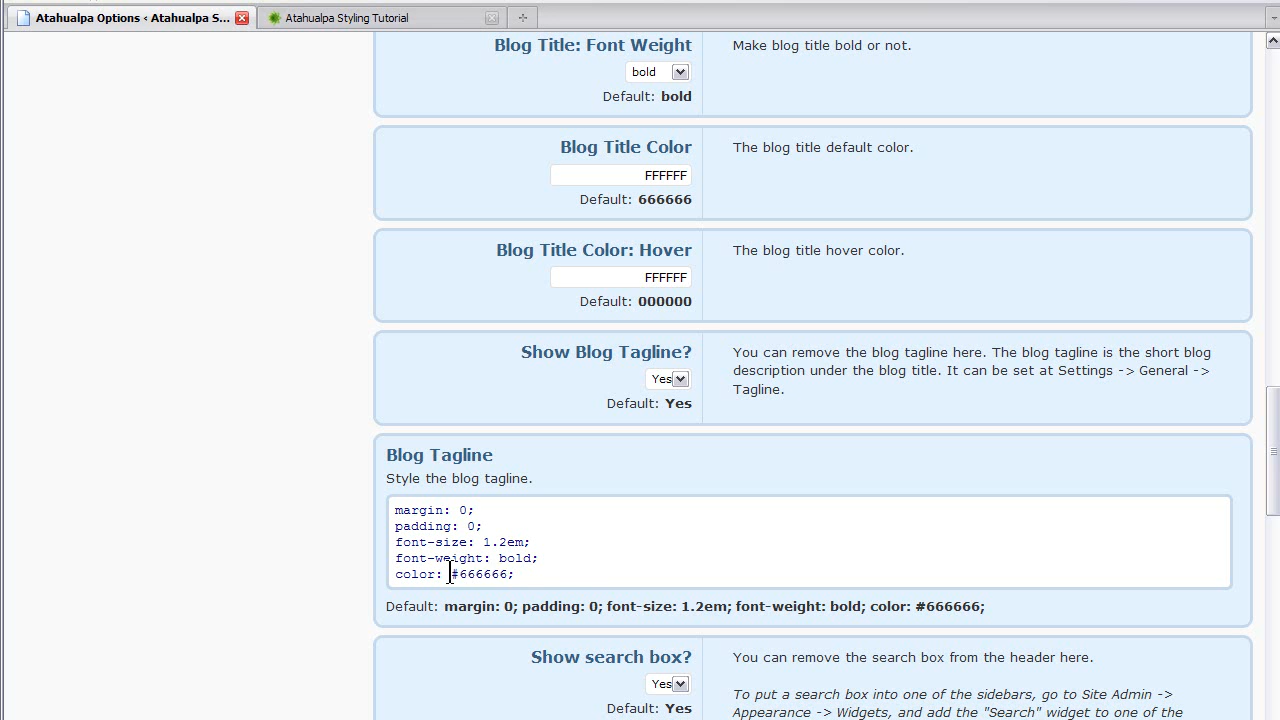 Atahualpa Options ‹ Atahualpa S...
Atahualpa Styling Tutorial
Blog Title: Font Weight
Make blog title bold or not.
bold
Default: bold
Blog Title Color
The blog title default color.
FFFFFF
Default: 666666
Blog Title Color: Hover
The blog title hover color.
FFFFFF
Default: 000000
Show Blog Tagline?
You can remove the blog tagline here. The blog tagline is the short blog
description under the blog title. It can be set at Settings -> General ->
Tagline.
Yes
Default: Yes
Blog Tagline
Style the blog tagline.
margin: 0;
padding: 0;
font-size: 1.2em;
font-weight: bold;
color: #666666;
Default: margin: 0; padding: 0; font-size: 1.2em; font-weight: bold; color: #666666;
Show search box?
You can remove the search box from the header here.
Yes
Default: Yes
To put a search box into one of the sidebars, go to Site Admin ->
Appearance -> Widgets, and add the "Search" widget to one of the